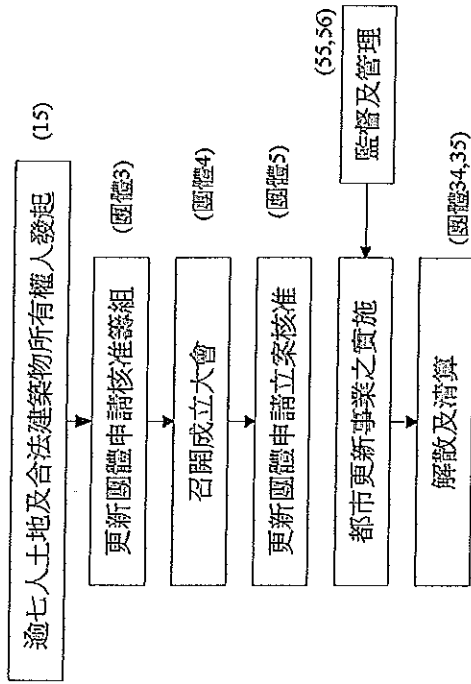 逾七人土地及合法建築物所有權人發起
(15)
更新團體申請核准籌組
(團體3)
召開成立大會
(團體4)
更新團體申請立案核准
(團體5)
都市更新事業之實施
監督及管理
(55,56)
解散及清算
(團體34,35)